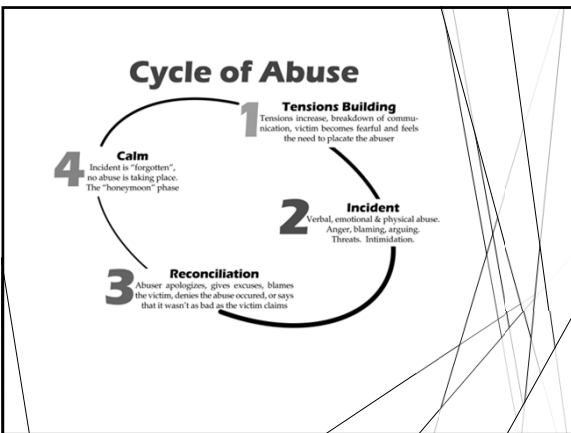 Cycle of Abuse
1
Tensions Building
Tensions increase, breakdown of commu-
nication, victim becomes fearful and feels
the need to placate the abuser
2
Incident
Verbal, emotional & physical abuse.
Anger, blaming, arguing.
Threats. Intimidation.
3
Reconciliation
Abuser apologizes, gives excuses, blames
the victim, denies the abuse occured, or says
that it wasn't as bad as the victim claims
4
Calm
Incident is "forgotten",
no abuse is taking place.
The "honeymoon" phase